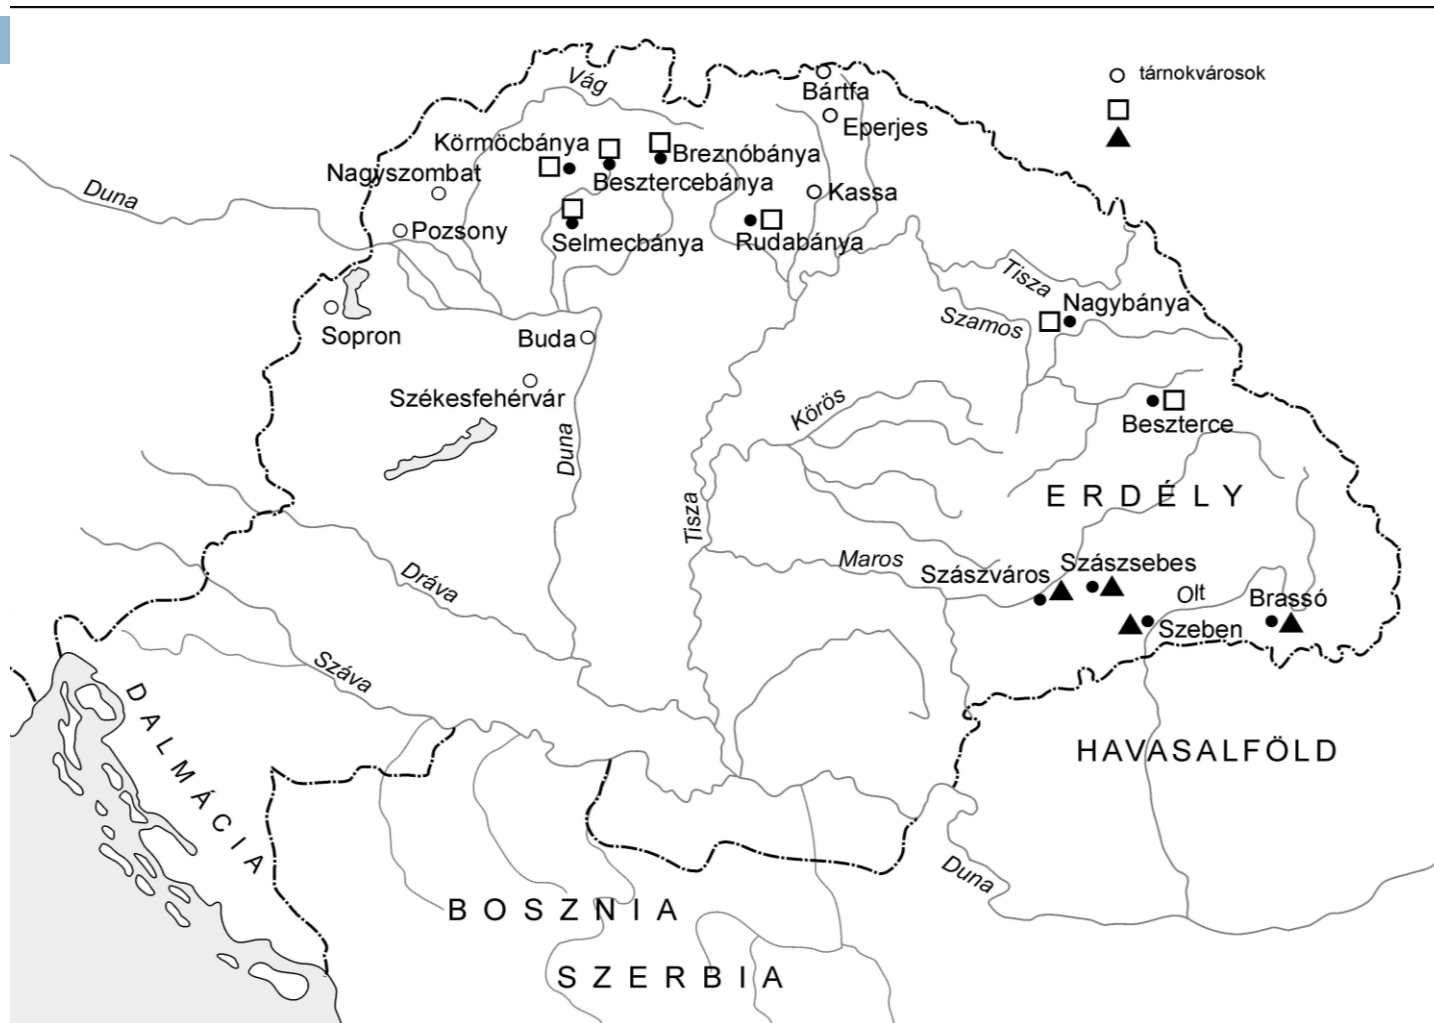 Vág
Bártfa
tárnokvárosok
Eperjes
Körmöcbánya
Breznóbánya
Nagyszombat
Besztercebánya
Kassa
Duna
Pozsony
Selmecbánya
Rudabánya
Tisza
Nagybánya
Szamos
Sopron
Buda
Székesfehérvár
Körös
Beszterce
Duna
ERDÉLY
Tisza
Maros
Szászváros
Szászsebes
Dráva
Olt
Brassó
Szeben
Száva
DALMÁCIA
HAVASALFÖLD
Duna
BOSZNIA
SZERBIA